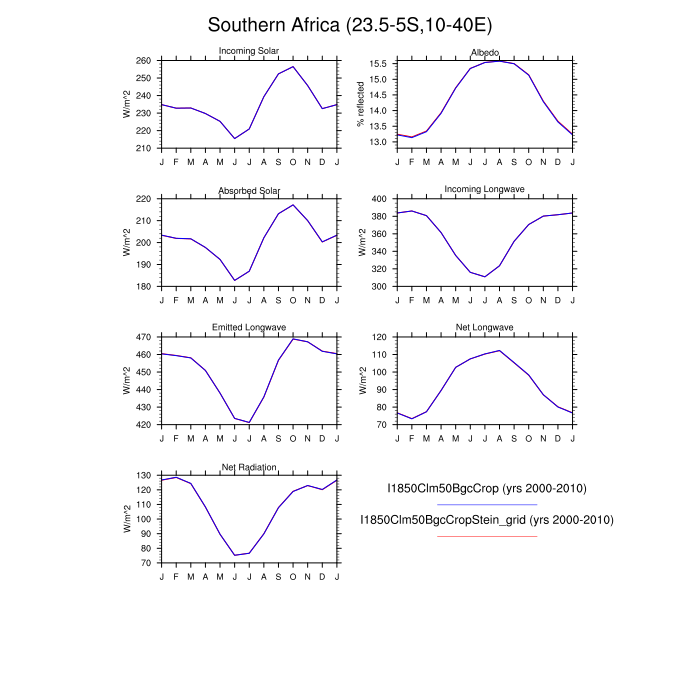 Southern Africa (23.5-5S,10-40E)
Incoming Solar
W/m^2
260
250
240
230
220
210
J F M A M J J A S O N D J
Albedo
% reflected
15.5
15.0
14.5
14.0
13.5
13.0
J F M A M J J A S O N D J
Absorbed Solar
W/m^2
220
210
200
190
180
J F M A M J J A S O N D J
Incoming Longwave
W/m^2
400
380
360
340
320
300
J F M A M J J A S O N D J
Emitted Longwave
W/m^2
470
460
450
440
430
420
J F M A M J J A S O N D J
Net Longwave
W/m^2
120
110
100
90
80
70
J F M A M J J A S O N D J
Net Radiation
W/m^2
130
120
110
100
90
80
70
J F M A M J J A S O N D J
I1850Clm50BgcCrop (yrs 2000-2010)
I1850Clm50BgcCropStein_grid (yrs 2000-2010)